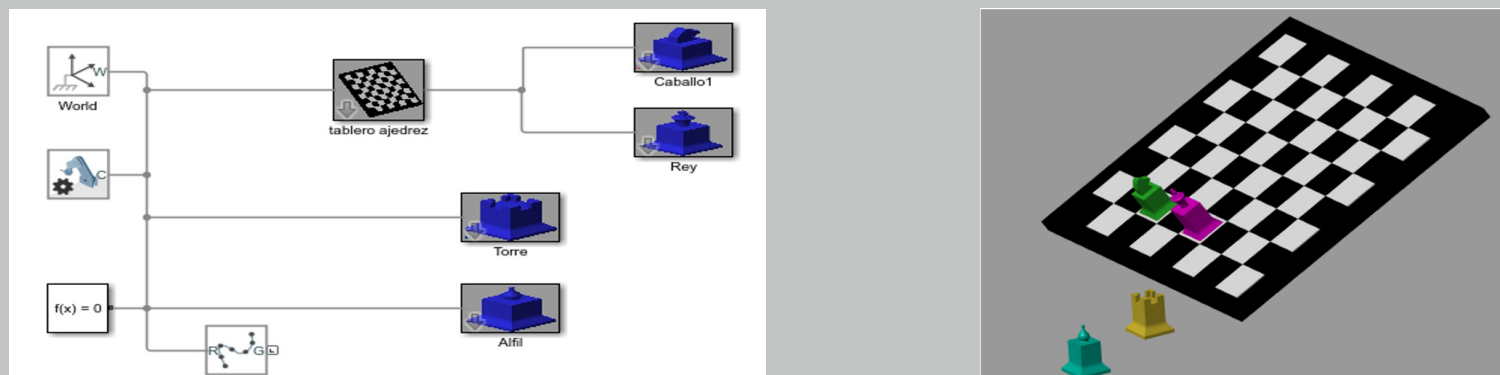 W
World
tablero ajedrez
Caballo1
Rey
C
Torre
f(x) = 0
Alfil
R
G